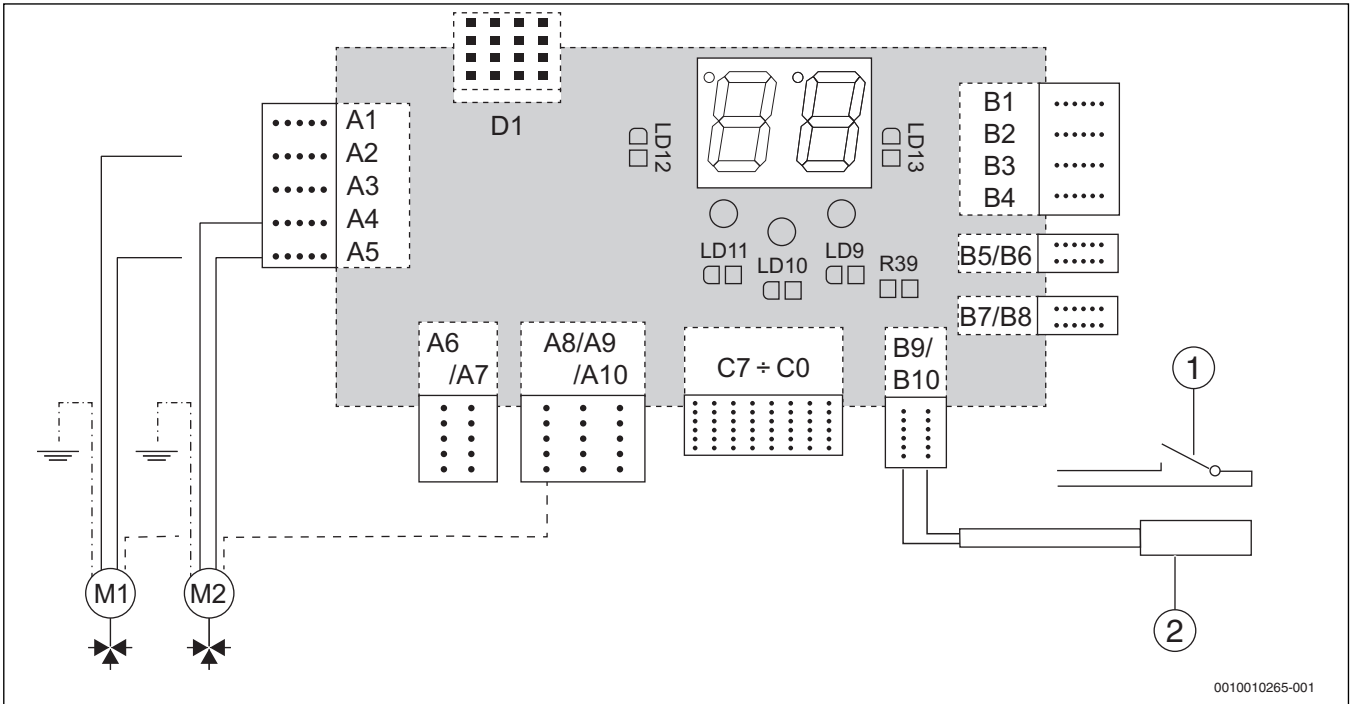 D1
A1
A2
A3
A4
A5
LD12
LD13
B1
B2
B3
B4
B5/B6
B7/B8
LD11
LD10
LD9
R39
A6
/A7
A8/A9
/A10
C7 ÷ C0
B9/
B10
1
2
M1
M2
0010010265-001